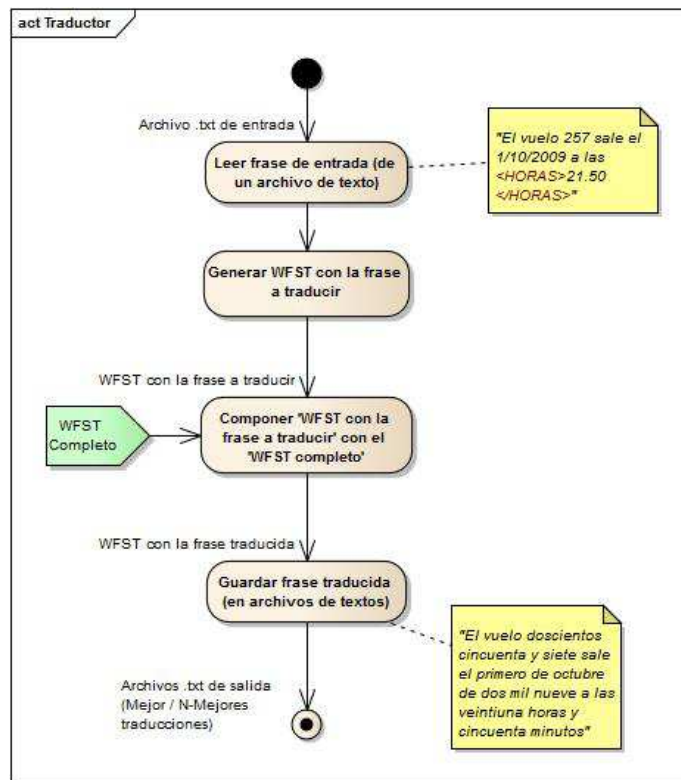 act Traductor
Archivo .txt de entrada
Leer frase de entrada (de
un archivo de texto)
"El vuelo 257 sale el
1/10/2009 a las
<HORAS>21.50
</HORAS>"
Generar WFST con la frase
a traducir
WFST con la frase a traducir
WFST
Completo
Componer 'WFST con la
frase a traducir' con el
'WFST completo'
WFST con la frase traducida
Guardar frase traducida
(en archivos de textos)
"El vuelo doscientos
cincuenta y siete sale
el primero de octubre
de dos mil nueve a las
veintiuna horas y
cincuenta minutos"
Archivos .txt de salida
(Mejor / N-Mejores
traducciones)